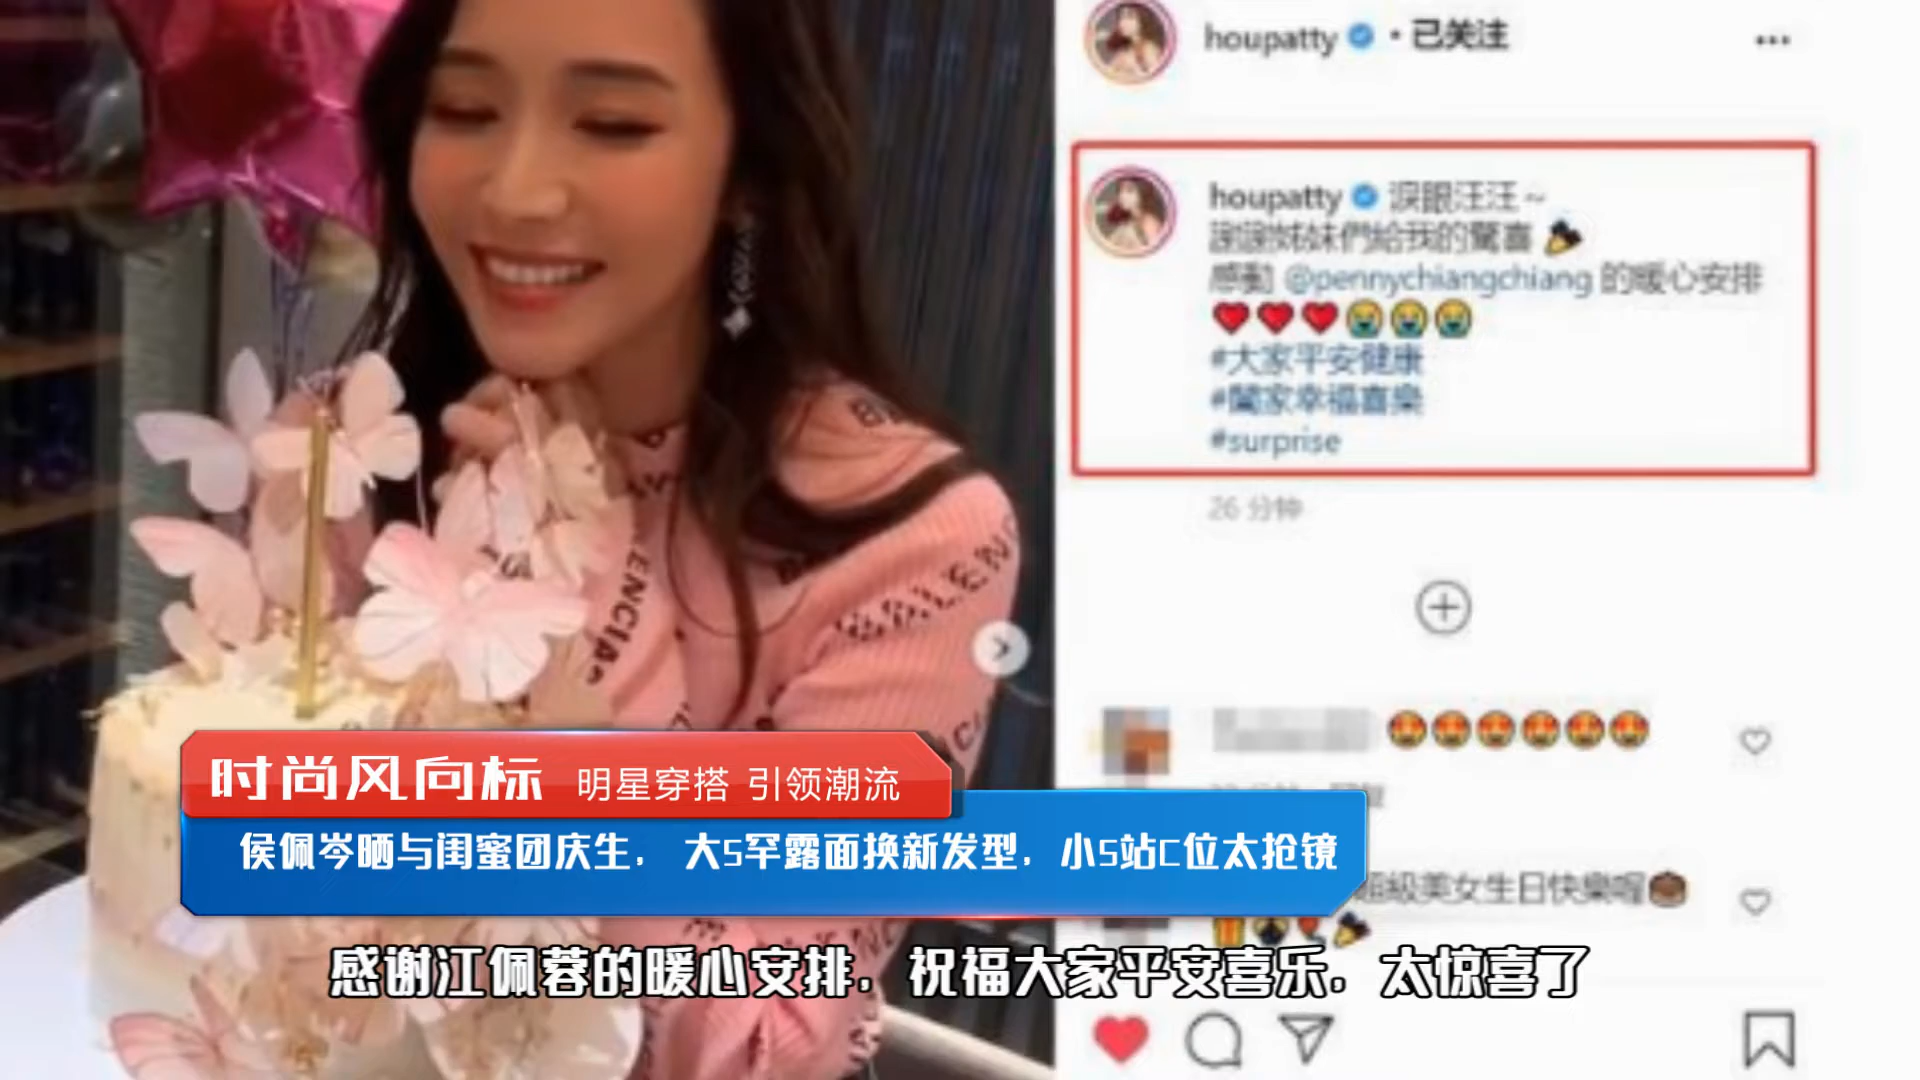 houpatty • 已关注
houpatty 淚眼汪汪~
謝謝姊妹們給我的驚喜
感動 @pennychiangchiang 的暖心安排
#大家平安健康
#闔家幸福喜樂
#surprise
26 分钟
BALENC
ENCIA
超級美女生日快樂喔
时尚风向标 明星穿搭 引领潮流
侯佩岑晒与闺蜜团庆生， 大S罕露面换新发型，小S站C位太抢镜
感谢江佩蓉的暖心安排，祝福大家平安喜乐，太惊喜了